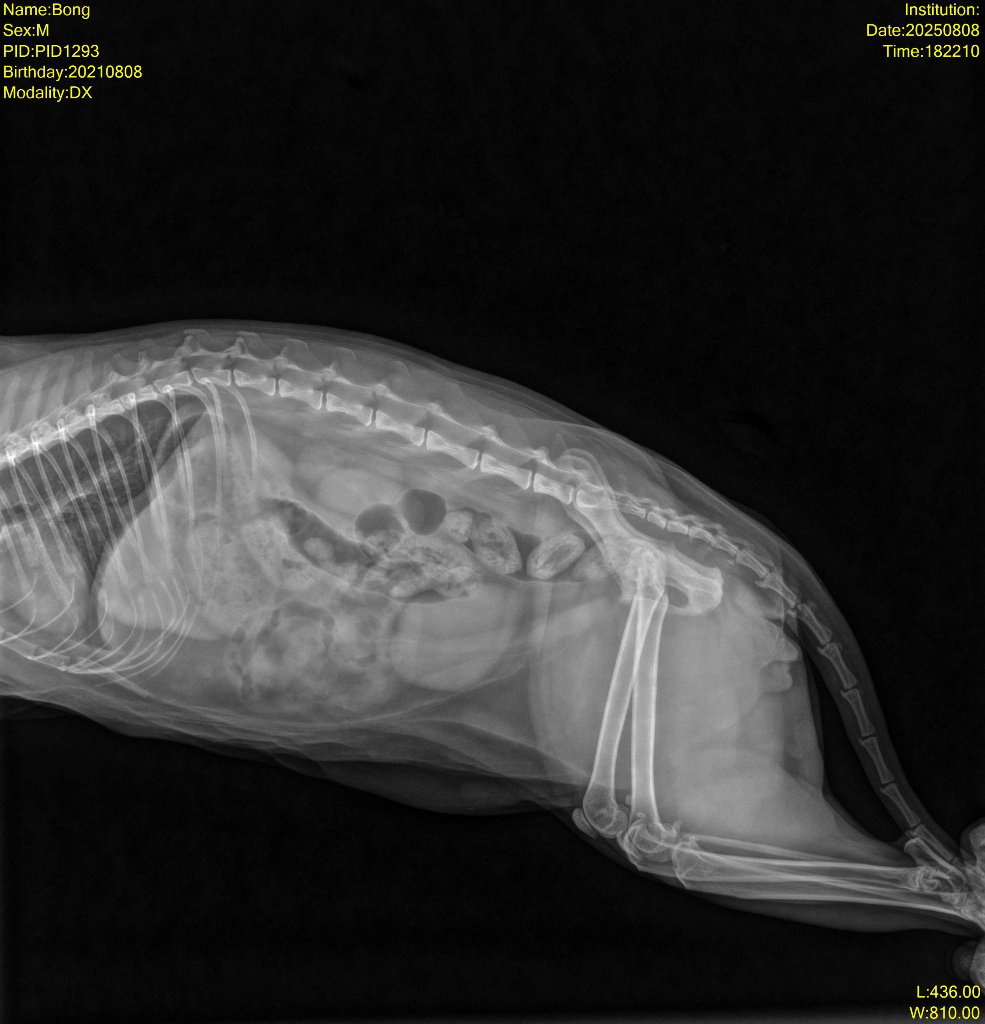 Name:Bong
Sex:M
PID:PID1293
Birthday:20210808
Modality:DX
Institution:
Date:20250808
Time:182210
L:436.00
W:810.00